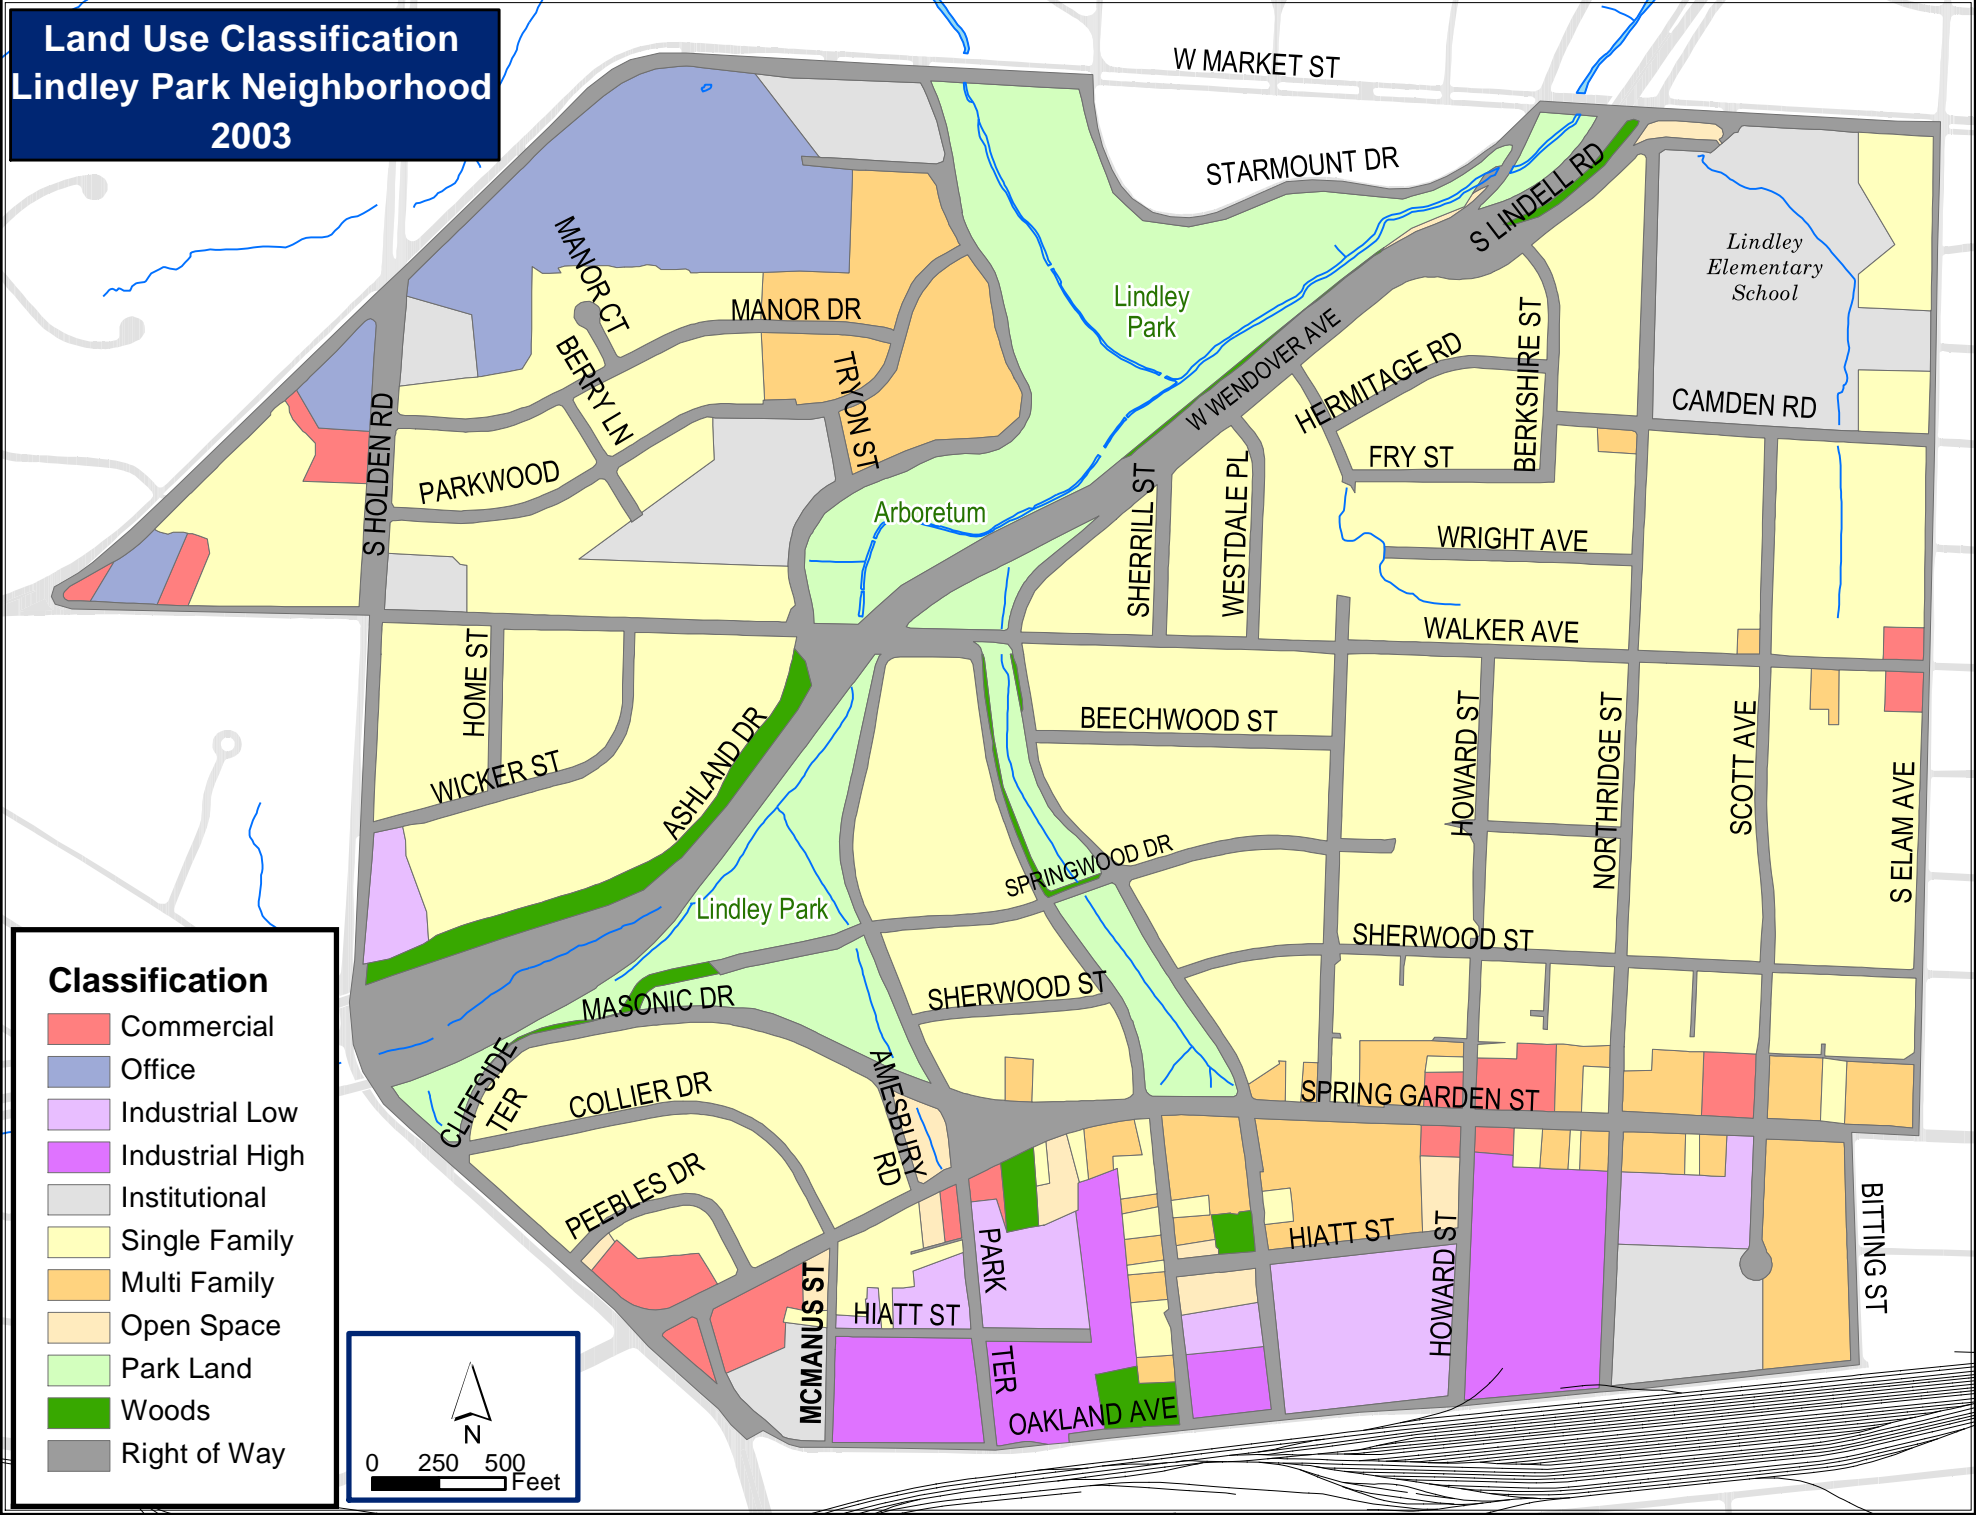 Land Use Classification
Lindley Park Neighborhood
2003
W MARKET ST
STARMOUNT DR
S LINDELL RD
Lindley
Elementary
School
MANOR CT
MANOR DR
BERRY LN
TRYON ST
Lindley
Park
W WENDOVER AVE
HERMITAGE RD
BERKSHIRE ST
CAMDEN RD
S HOLDEN RD
PARKWOOD
FRY ST
Arboretum
SHERRILL ST
WESTDALE PL
WRIGHT AVE
WALKER AVE
HOME ST
WICKER ST
ASHLAND DR
BEECHWOOD ST
HOWARD ST
NORTHRIDGE ST
SCOTT AVE
S ELAM AVE
SPRINGWOOD DR
Lindley Park
SHERWOOD ST
SHERWOOD ST
MASONIC DR
CLIFFSIDE
TER
COLLIER DR
AMESBURY
RD
SPRING GARDEN ST
PEEBLES DR
PARK
TER
HIATT ST
HIATT ST
HOWARD ST
BITTING ST
MCMANUS ST
OAKLAND AVE
Classification
Commercial
Office
Industrial Low
Industrial High
Institutional
Single Family
Multi Family
Open Space
Park Land
Woods
Right of Way
N
0 250 500
Feet